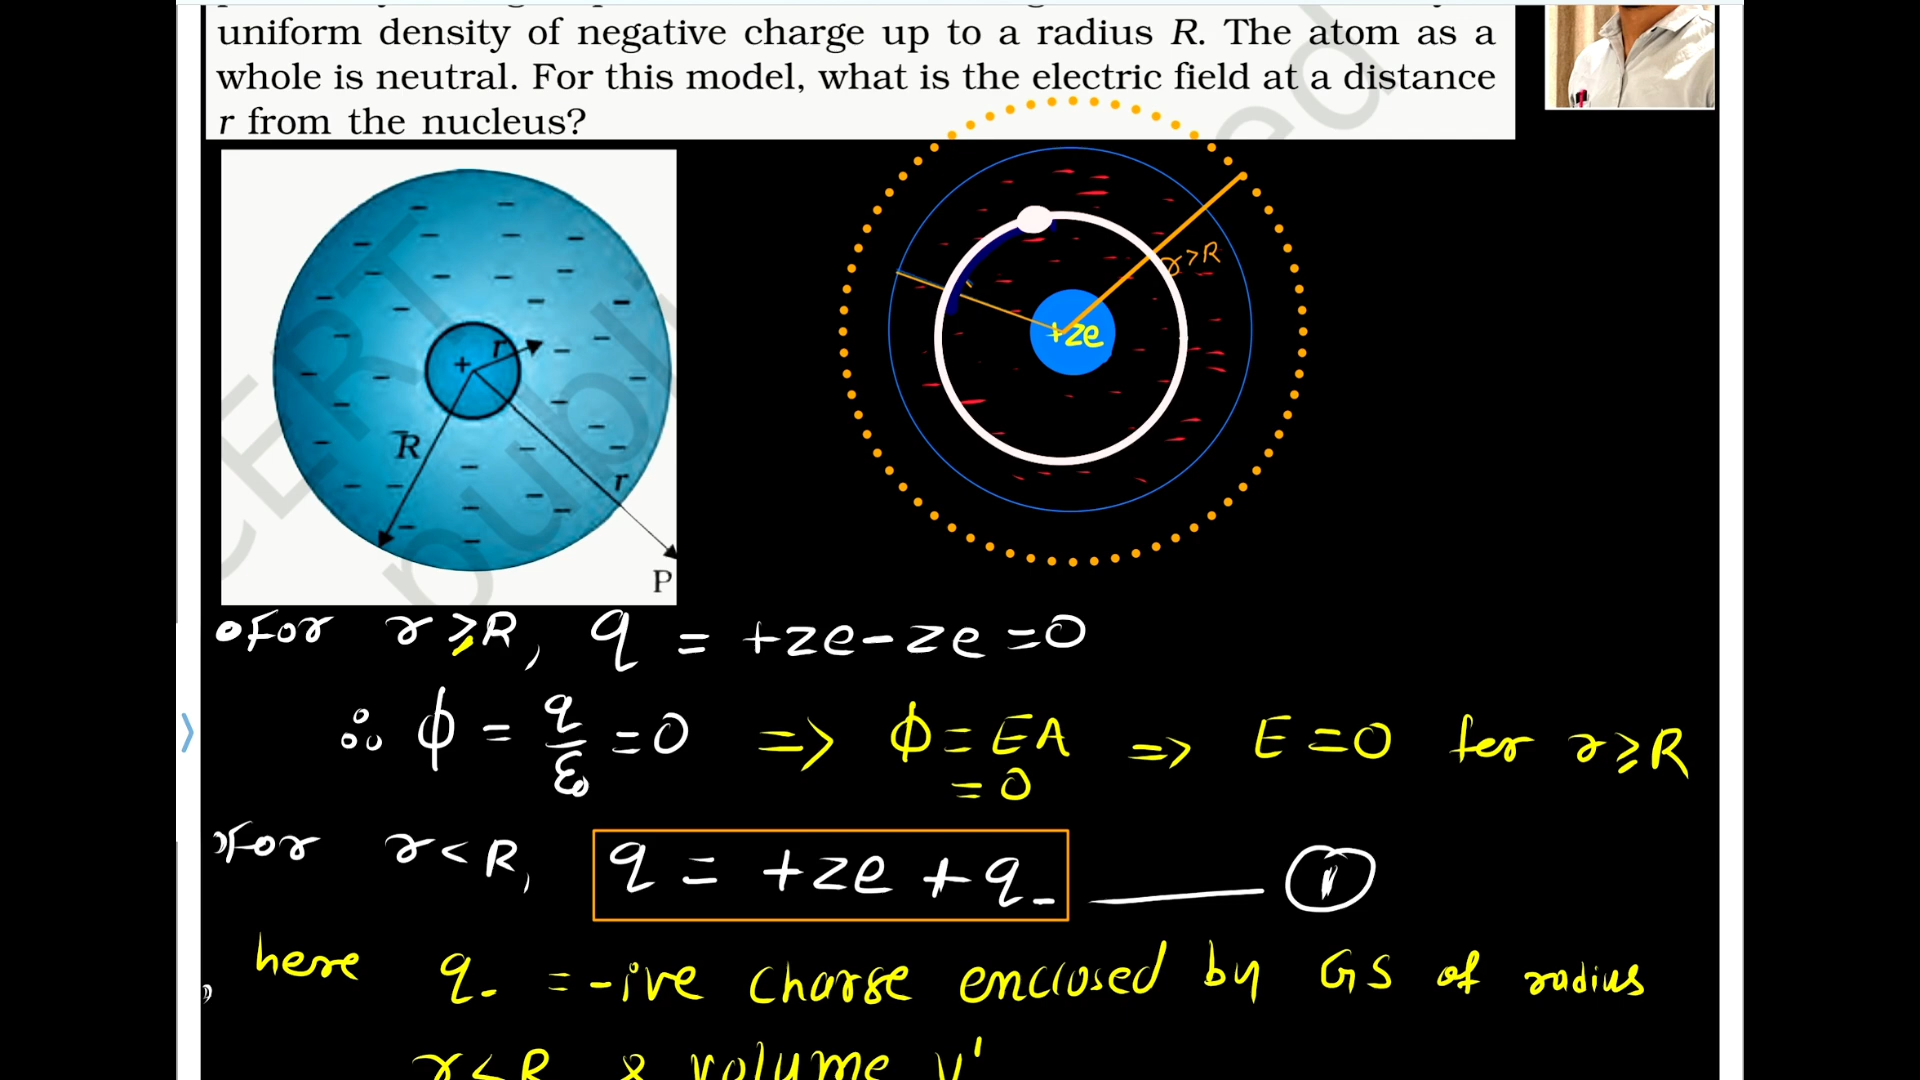 uniform density of negative charge up to a radius R. The atom as a
whole is neutral. For this model, what is the electric field at a distance
r from the nucleus?
r
+
R
r
P
r>R
+ze
For r ≥ R, q = +ze - ze = 0
∴ ϕ = q/ε₀ = 0 => ϕ = EA = 0 => E = 0 for r ≥ R
For r < R, q = +ze + q₋ ——— ①
here q₋ = -ive charge enclosed by GS of radius
r < R & volume v'